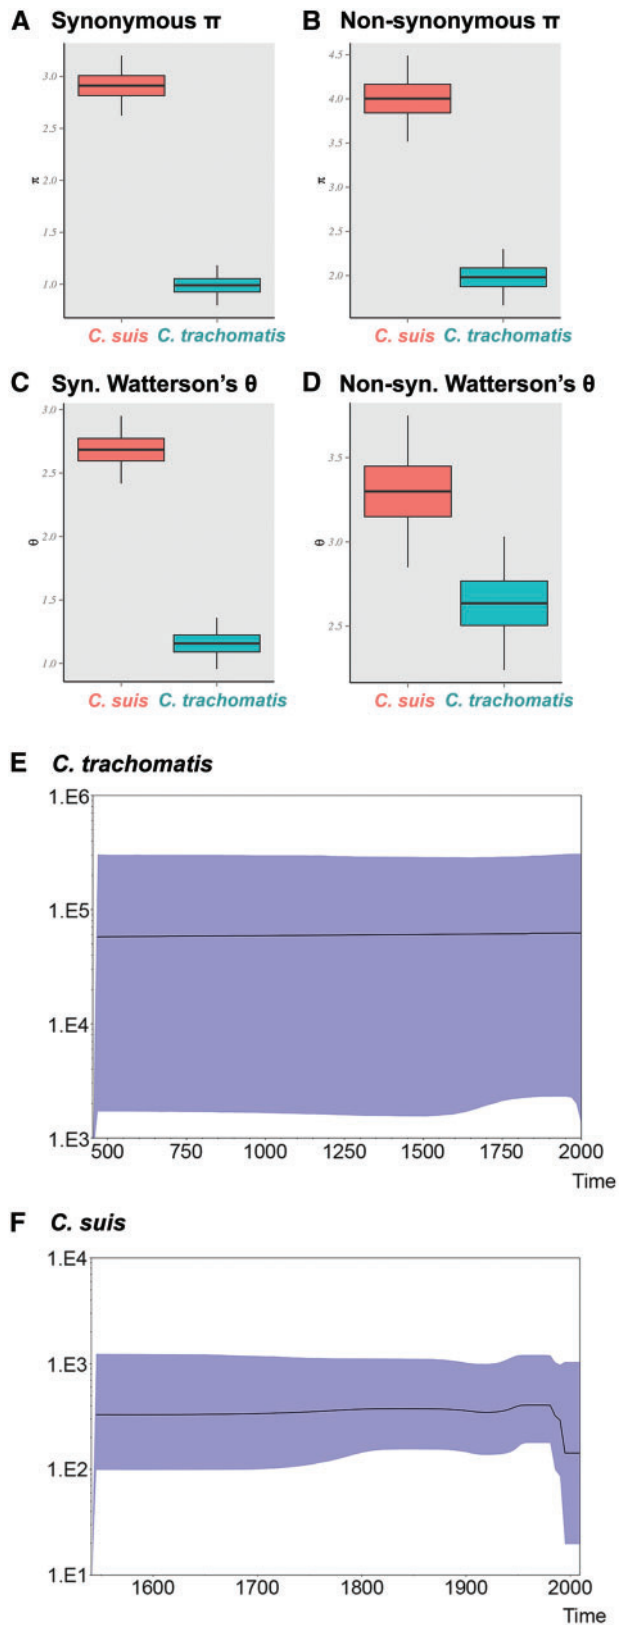 A Synonymous π
B Non-synonymous π
3.0
2.5
2.0
1.5
1.0
π
C. suis C. trachomatis
4.5
4.0
3.5
3.0
2.5
2.0
π
C. suis C. trachomatis
C Syn. Watterson's θ
D Non-syn. Watterson's θ
3.0
2.5
2.0
1.5
1.0
θ
C. suis C. trachomatis
3.5
3.0
2.5
θ
C. suis C. trachomatis
E C. trachomatis
1.E6
1.E5
1.E4
1.E3
500 750 1000 1250 1500 1750 2000
Time
F C. suis
1.E4
1.E3
1.E2
1.E1
1600 1700 1800 1900 2000
Time